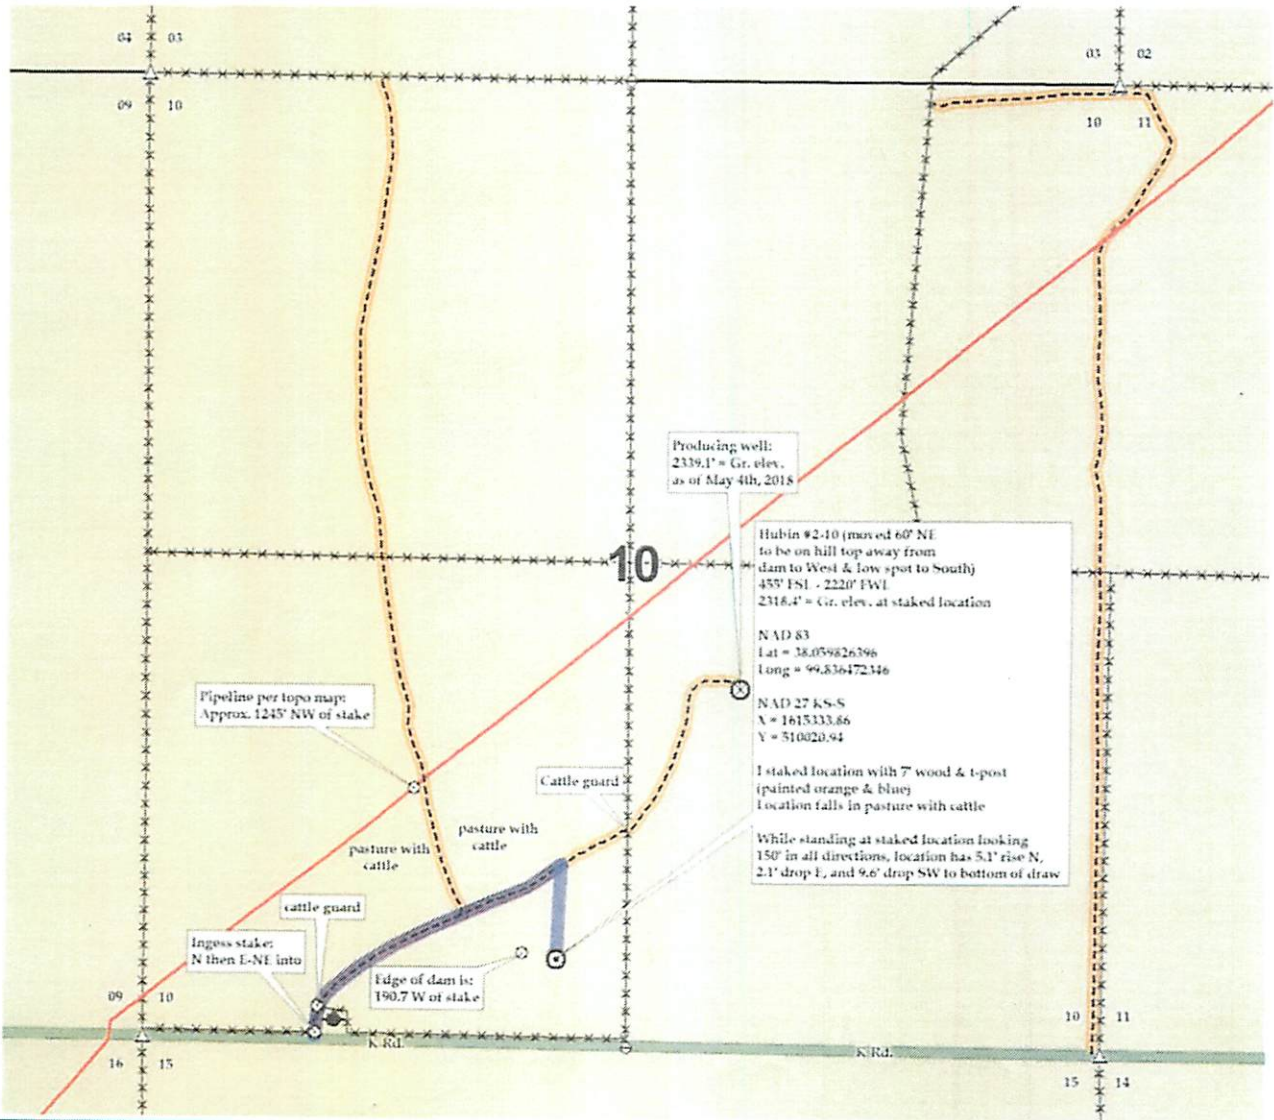 04 03
03 02
09 10
10 11
Producing well:
2339.1' = Gr. elev.
as of May 4th, 2018
Hubin #2-10 (moved 60' NE
to be on hill top away from
dam to West & low spot to South)
455' FSL - 2220' FWL
2318.4' = Gr. elev. at staked location
NAD 83
Lat = 38.059826396
Long = 99.836472346
NAD 27 KS-S
X = 1615333.86
Y = 510020.94
I staked location with 7' wood & t-post
(painted orange & blue)
Location falls in pasture with cattle
While standing at staked location looking
150' in all directions, location has 5.1' rise N,
2.1' drop E, and 9.6' drop SW to bottom of draw
10
Pipeline per topo map:
Approx. 1245' NW of stake
Cattle guard
pasture with
cattle
pasture with
cattle
cattle guard
Ingess stake:
N then E-NE into
Edge of dam is:
190.7 W of stake
09 10
10 11
K Rd.
K Rd.
16 15
15 14